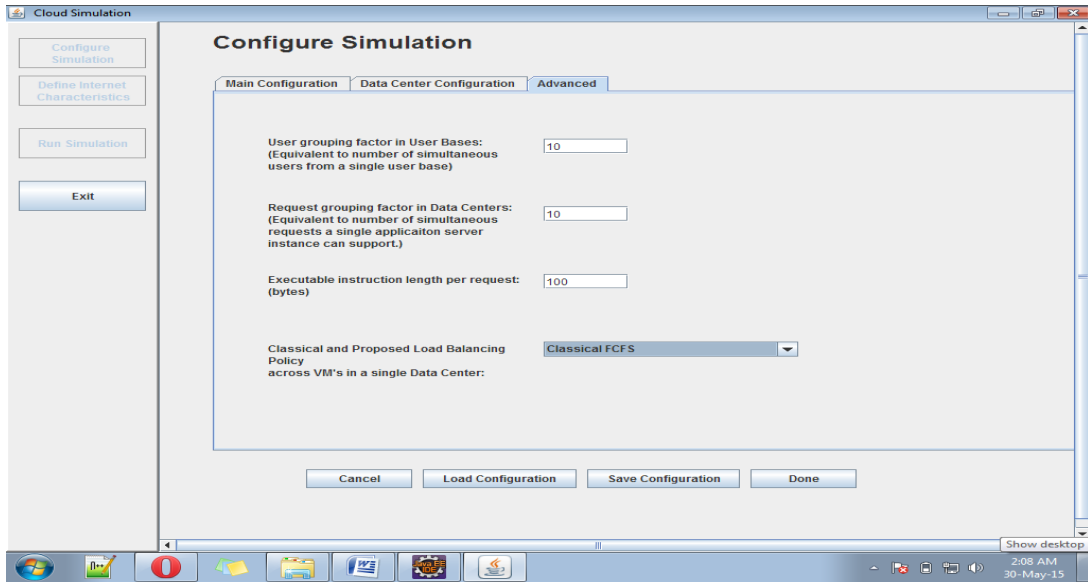 Cloud Simulation
Configure
Simulation
Define Internet
Characteristics
Run Simulation
Exit
Configure Simulation
Main Configuration
Data Center Configuration
Advanced
User grouping factor in User Bases:
(Equivalent to number of simultaneous
users from a single user base)
10
Request grouping factor in Data Centers:
(Equivalent to number of simultaneous
requests a single applicaiton server
instance can support.)
10
Executable instruction length per request:
(bytes)
100
Classical and Proposed Load Balancing
Policy
across VM's in a single Data Center:
Classical FCFS
Cancel
Load Configuration
Save Configuration
Done
Show desktop
Java EE
IDE
2:08 AM
30-May-15